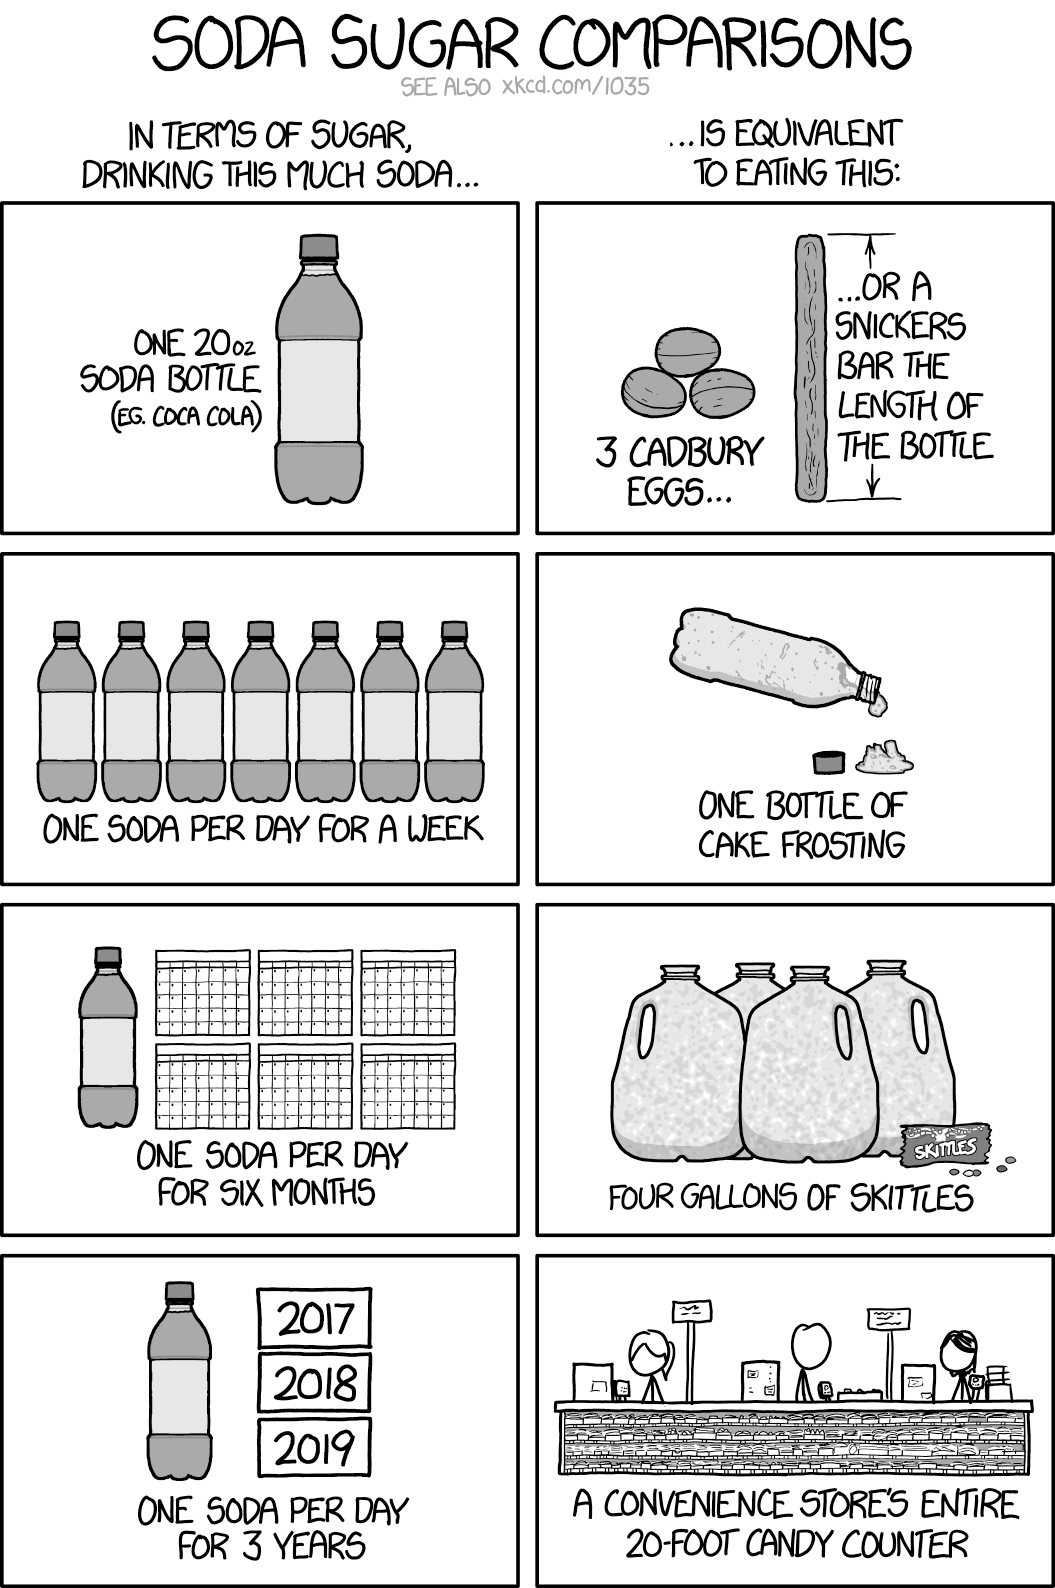 SODA SUGAR COMPARISONS
SEE ALSO xkcd.com/1035
IN TERMS OF SUGAR,
DRINKING THIS MUCH SODA...
...IS EQUIVALENT
TO EATING THIS:
ONE 20oz
SODA BOTTLE
(EG. COCA COLA)
3 CADBURY
EGGS...
...OR A
SNICKERS
BAR THE
LENGTH OF
THE BOTTLE
ONE SODA PER DAY FOR A WEEK
ONE BOTTLE OF
CAKE FROSTING
ONE SODA PER DAY
FOR SIX MONTHS
SKITTLES
FOUR GALLONS OF SKITTLES
2017
2018
2019
ONE SODA PER DAY
FOR 3 YEARS
A CONVENIENCE STORE'S ENTIRE
20-FOOT CANDY COUNTER